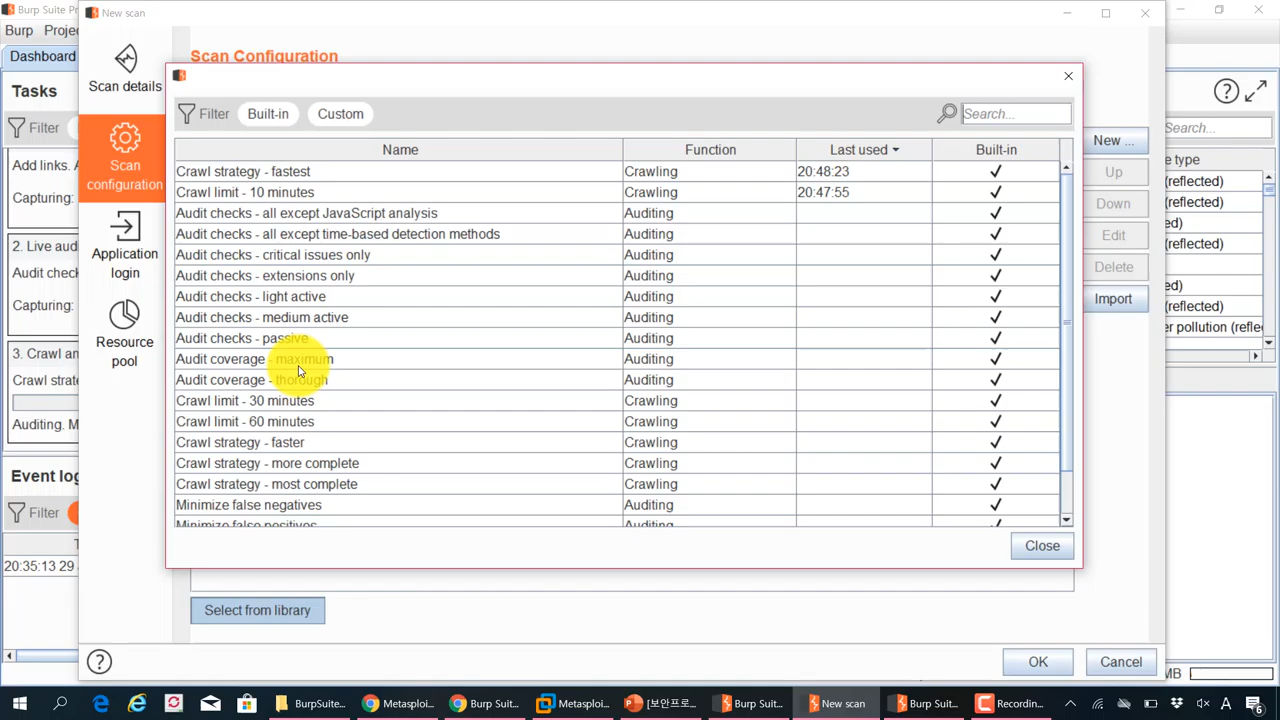 Burp Suite Pro
New scan
Burp Proje
Dashboard
Scan details
Scan Configuration
Tasks
Filter
Add links. A
Capturing:
2. Live aud
Audit check
Capturing:
3. Crawl an
Crawl strate
Auditing. M
Event log
Filter
20:35:13 29
Scan
configuration
Application
login
Resource
pool
Filter Built-in Custom Search...
Name Function Last used Built-in
Crawl strategy - fastest Crawling 20:48:23 ✓
Crawl limit - 10 minutes Crawling 20:47:55 ✓
Audit checks - all except JavaScript analysis Auditing ✓
Audit checks - all except time-based detection methods Auditing ✓
Audit checks - critical issues only Auditing ✓
Audit checks - extensions only Auditing ✓
Audit checks - light active Auditing ✓
Audit checks - medium active Auditing ✓
Audit checks - passive Auditing ✓
Audit coverage - maximum Auditing ✓
Audit coverage - thorough Auditing ✓
Crawl limit - 30 minutes Crawling ✓
Crawl limit - 60 minutes Crawling ✓
Crawl strategy - faster Crawling ✓
Crawl strategy - more complete Crawling ✓
Crawl strategy - most complete Crawling ✓
Minimize false negatives Auditing ✓
Minimize false positives Auditing ✓
Close
New ...
Up
Down
Edit
Delete
Import
Search...
e type
(reflected)
(reflected)
d)
(reflected)
ed)
(reflected)
er pollution (refle
Select from library
? OK Cancel
MB
BurpSuite... Metasploi... Burp Suit... Metasploi... [보안프로... Burp Suit... New scan Burp Suit... Recordin... A 6